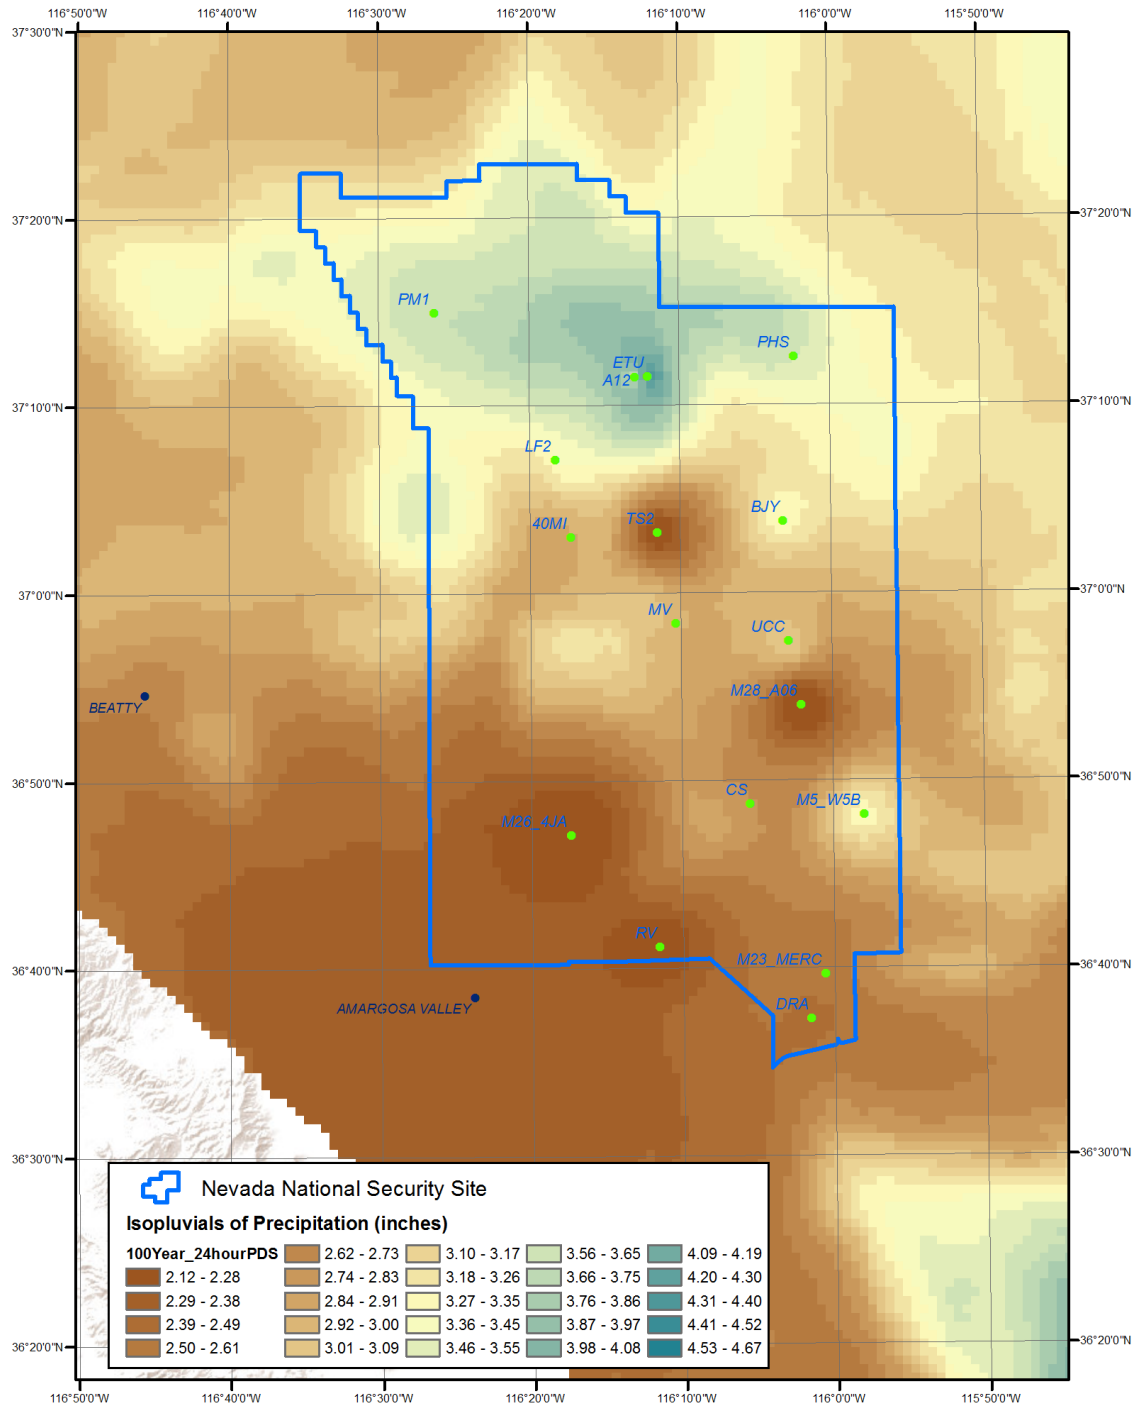 116°50'0"W 116°40'0"W 116°30'0"W 116°20'0"W 116°10'0"W 116°0'0"W 115°50'0"W
37°30'0"N
37°20'0"N 37°20'0"N
PM1
PHS
ETU
A12
37°10'0"N 37°10'0"N
LF2
BJY
TS2
40MI
37°0'0"N 37°0'0"N
MV
UCC
M28_A06
BEATTY
36°50'0"N 36°50'0"N
CS
M5_W5B
M26_4JA
RV
M23_MERC
36°40'0"N 36°40'0"N
DRA
AMARGOSA VALLEY
36°30'0"N 36°30'0"N
Nevada National Security Site
Isopluvials of Precipitation (inches)
100Year_24hourPDS 2.62 - 2.73 3.10 - 3.17 3.56 - 3.65 4.09 - 4.19
2.12 - 2.28 2.74 - 2.83 3.18 - 3.26 3.66 - 3.75 4.20 - 4.30
2.29 - 2.38 2.84 - 2.91 3.27 - 3.35 3.76 - 3.86 4.31 - 4.40
2.39 - 2.49 2.92 - 3.00 3.36 - 3.45 3.87 - 3.97 4.41 - 4.52
2.50 - 2.61 3.01 - 3.09 3.46 - 3.55 3.98 - 4.08 4.53 - 4.67
36°20'0"N 36°20'0"N
116°50'0"W 116°40'0"W 116°30'0"W 116°20'0"W 116°10'0"W 116°0'0"W 115°50'0"W